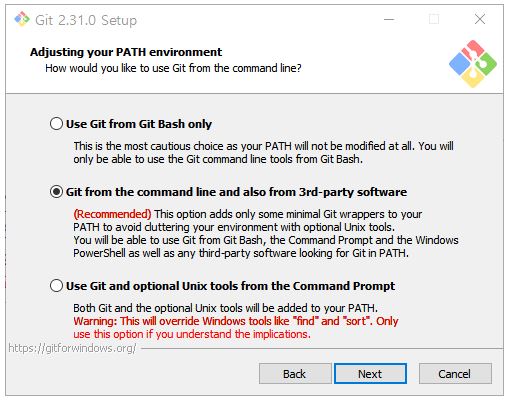 Git 2.31.0 Setup
Adjusting your PATH environment
How would you like to use Git from the command line?
Use Git from Git Bash only
This is the most cautious choice as your PATH will not be modified at all. You will
only be able to use the Git command line tools from Git Bash.
Git from the command line and also from 3rd-party software
(Recommended) This option adds only some minimal Git wrappers to your
PATH to avoid cluttering your environment with optional Unix tools.
You will be able to use Git from Git Bash, the Command Prompt and the Windows
PowerShell as well as any third-party software looking for Git in PATH.
Use Git and optional Unix tools from the Command Prompt
Both Git and the optional Unix tools will be added to your PATH.
Warning: This will override Windows tools like "find" and "sort". Only
use this option if you understand the implications.
https://gitforwindows.org/
Back
Next
Cancel